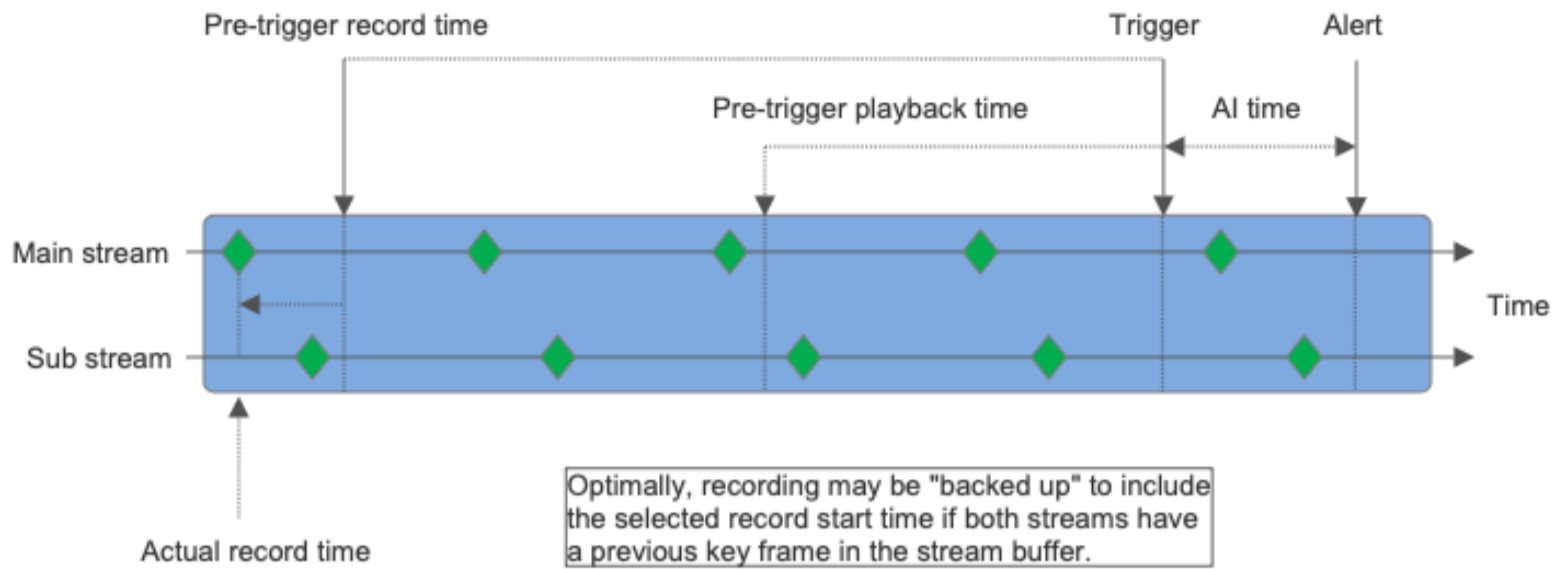 Pre-trigger record time
Trigger
Alert
Pre-trigger playback time
AI time
Main stream
Time
Sub stream
Actual record time
Optimally, recording may be "backed up" to include
the selected record start time if both streams have
a previous key frame in the stream buffer.